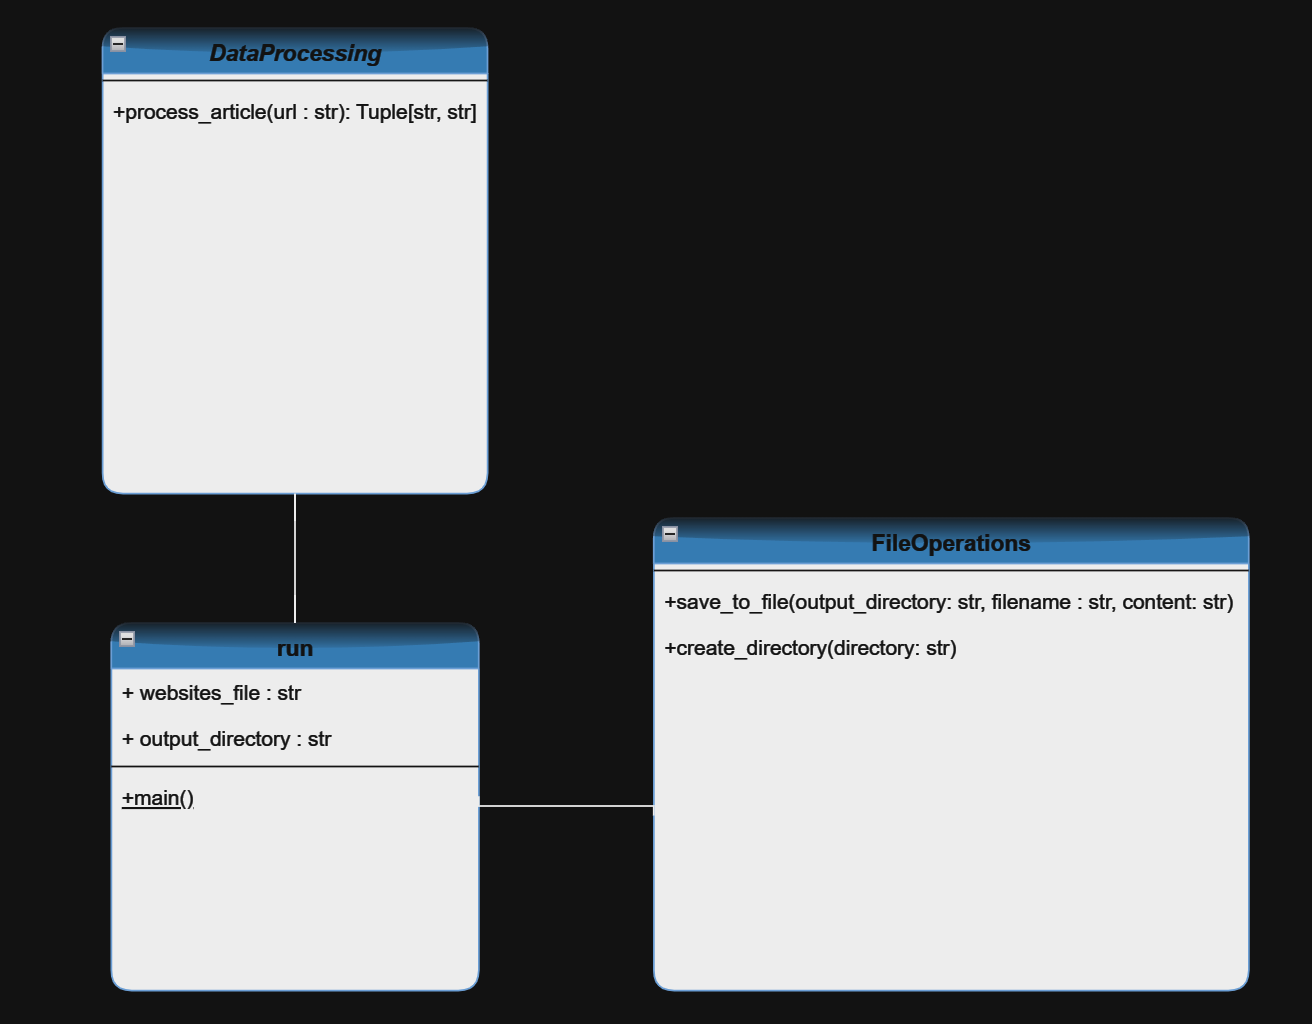 DataProcessing
+process_article(url : str): Tuple[str, str]
run
+ websites_file : str
+ output_directory : str
+main()
FileOperations
+save_to_file(output_directory: str, filename : str, content: str)
+create_directory(directory: str)